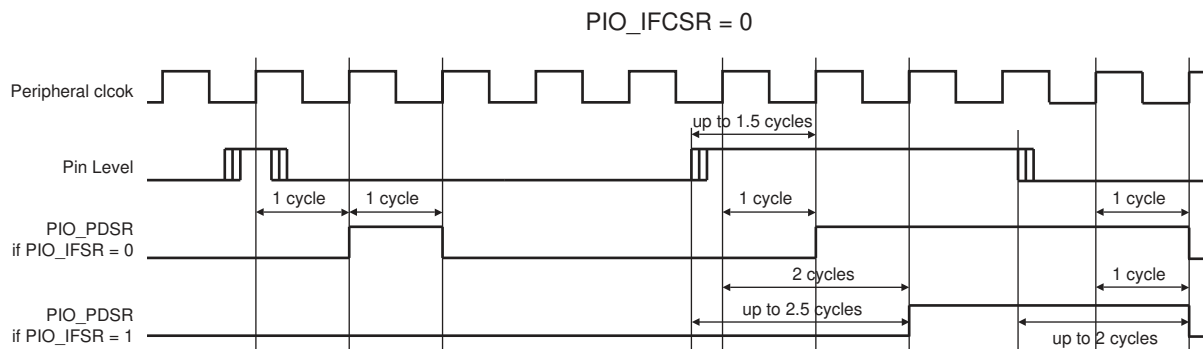 PIO_IFCSR = 0
Peripheral clcok
up to 1.5 cycles
Pin Level
1 cycle 1 cycle 1 cycle 1 cycle
PIO_PDSR
if PIO_IFSR = 0
2 cycles 1 cycle
PIO_PDSR
if PIO_IFSR = 1
up to 2.5 cycles
up to 2 cycles